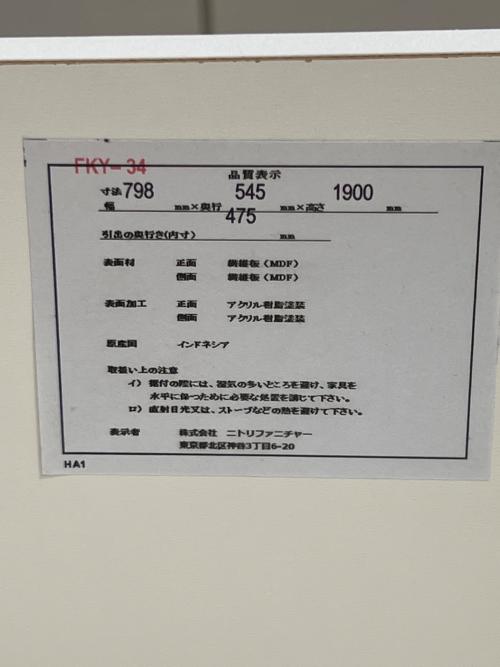 FKY-34
品質表示
寸法 798 545 1900
幅 mm×奥行 mm×高さ mm
475
引出の奥行き(内寸) mm
表面材 正面 繊維板(MDF)
側面 繊維板(MDF)
表面加工 正面 アクリル樹脂塗装
側面 アクリル樹脂塗装
原産国 インドネシア
取扱い上の注意
イ) 据付の際には、湿気の多いところを避け、家具を
水平に保つために必要な処置を講じて下さい。
ロ) 直射日光又は、ストーブなどの熱を避けて下さい。
表示者 株式会社 ニトリファニチャー
東京都北区神谷3丁目6-20
HA1